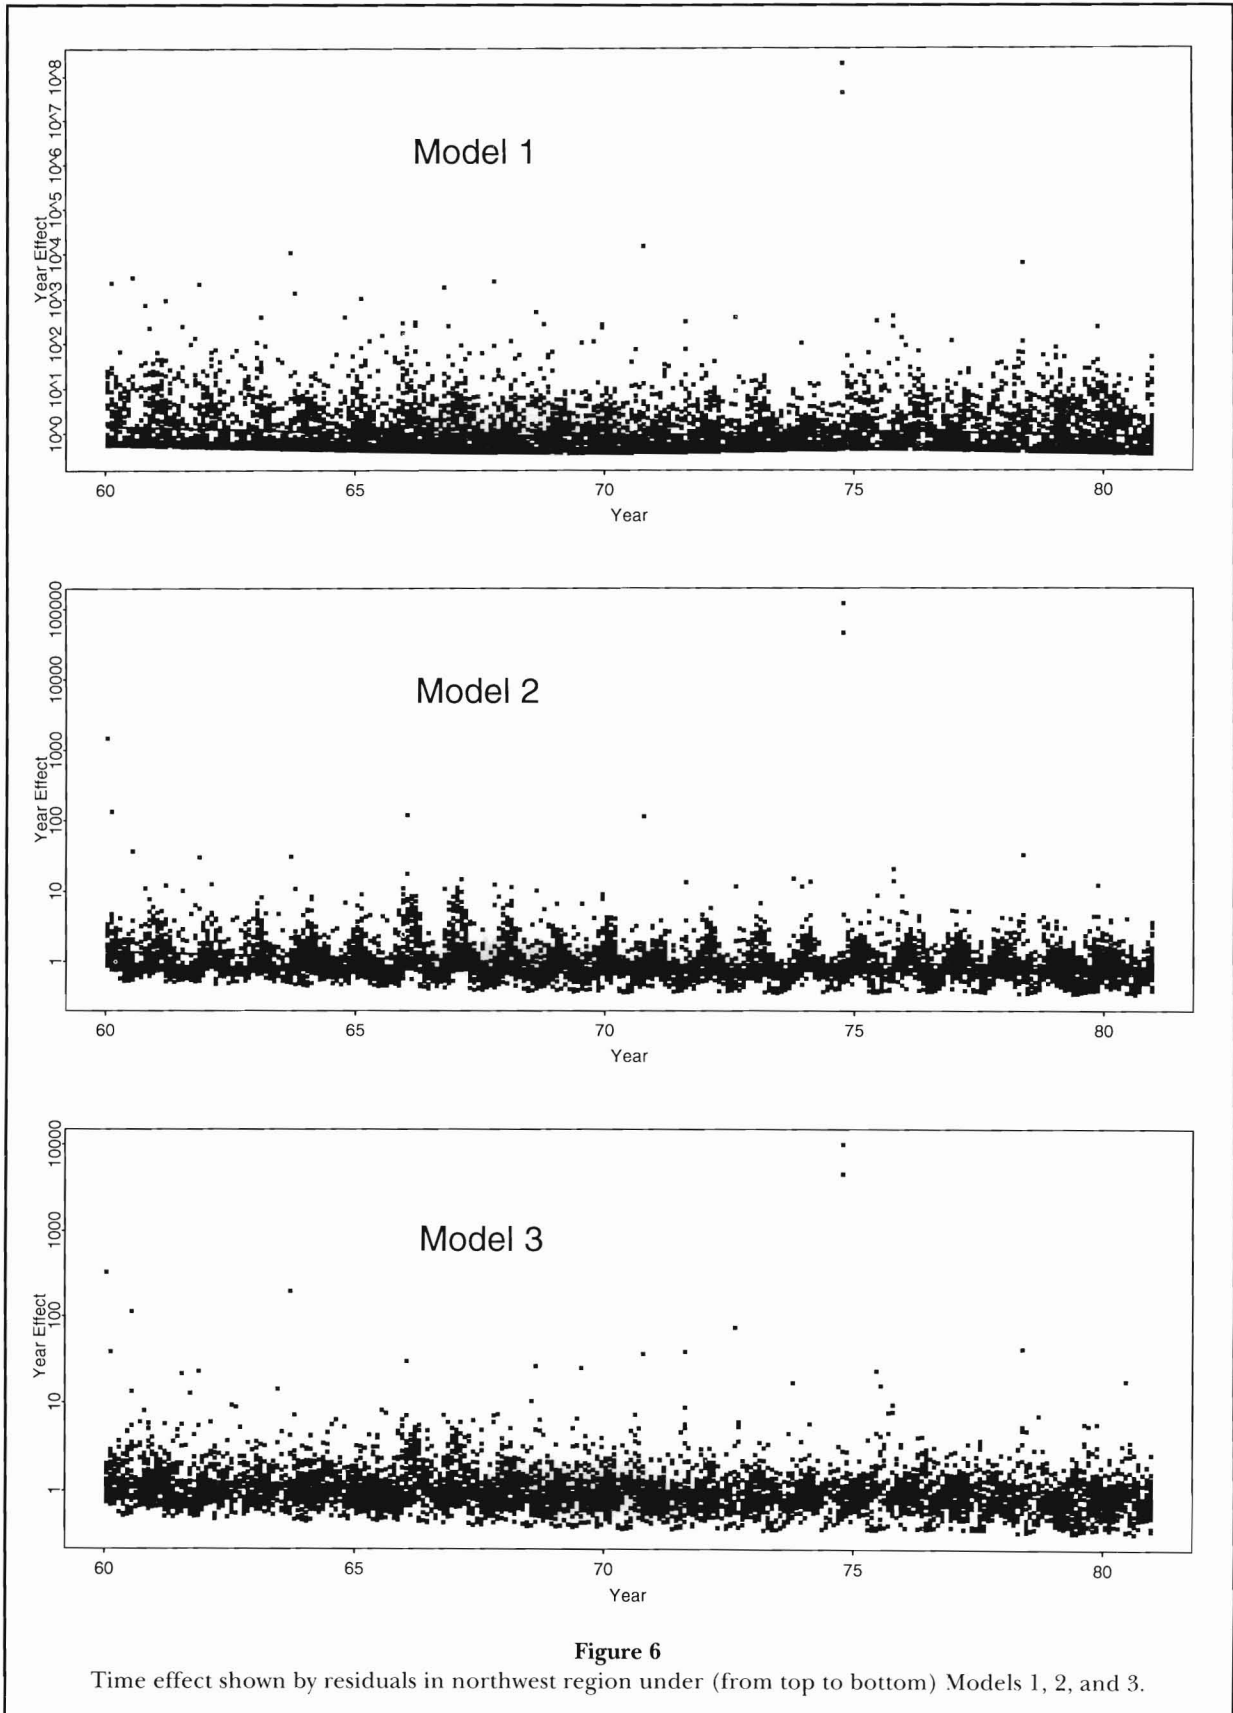 10^8
10^7
10^6
10^5
10^4
10^3
10^2
10^1
10^0
Year Effect
Model 1
60 65 70 75 80
Year
100000
10000
1000
100
10
1
Year Effect
Model 2
60 65 70 75 80
Year
10000
1000
100
10
1
Year Effect
Model 3
60 65 70 75 80
Year
Figure 6
Time effect shown by residuals in northwest region under (from top to bottom) Models 1, 2, and 3.